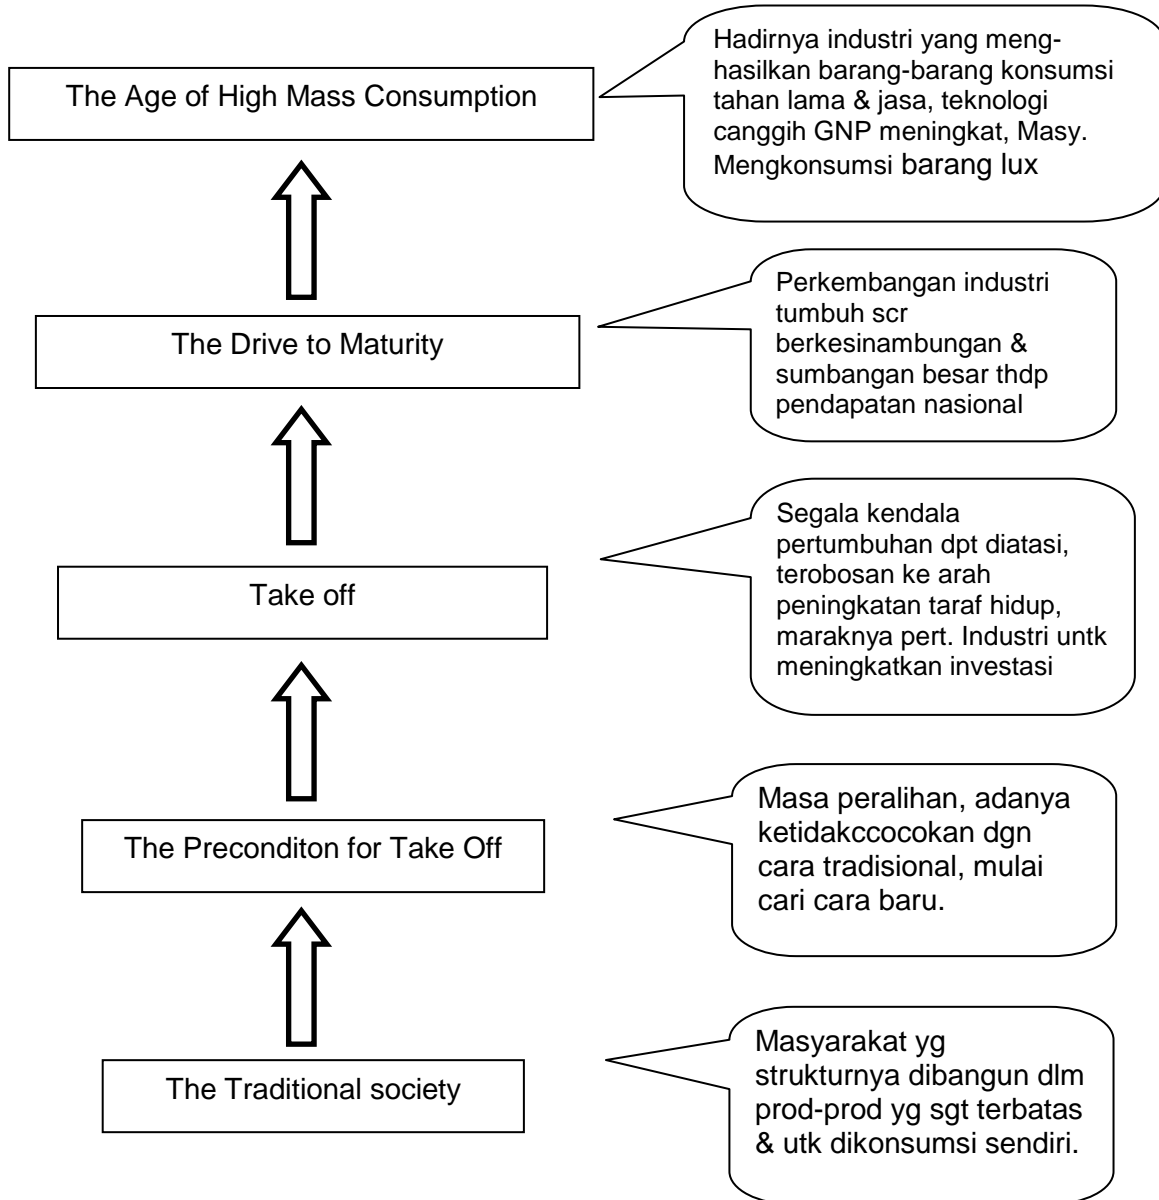 The Age of High Mass Consumption
Hadirnya industri yang meng-
hasilkan barang-barang konsumsi
tahan lama & jasa, teknologi
canggih GNP meningkat, Masy.
Mengkonsumsi barang lux
The Drive to Maturity
Perkembangan industri
tumbuh scr
berkesinambungan &
sumbangan besar thdp
pendapatan nasional
Take off
Segala kendala
pertumbuhan dpt diatasi,
terobosan ke arah
peningkatan taraf hidup,
maraknya pert. Industri untk
meningkatkan investasi
The Preconditon for Take Off
Masa peralihan, adanya
ketidakccocokan dgn
cara tradisional, mulai
cari cara baru.
The Traditional society
Masyarakat yg
strukturnya dibangun dlm
prod-prod yg sgt terbatas
& utk dikonsumsi sendiri.